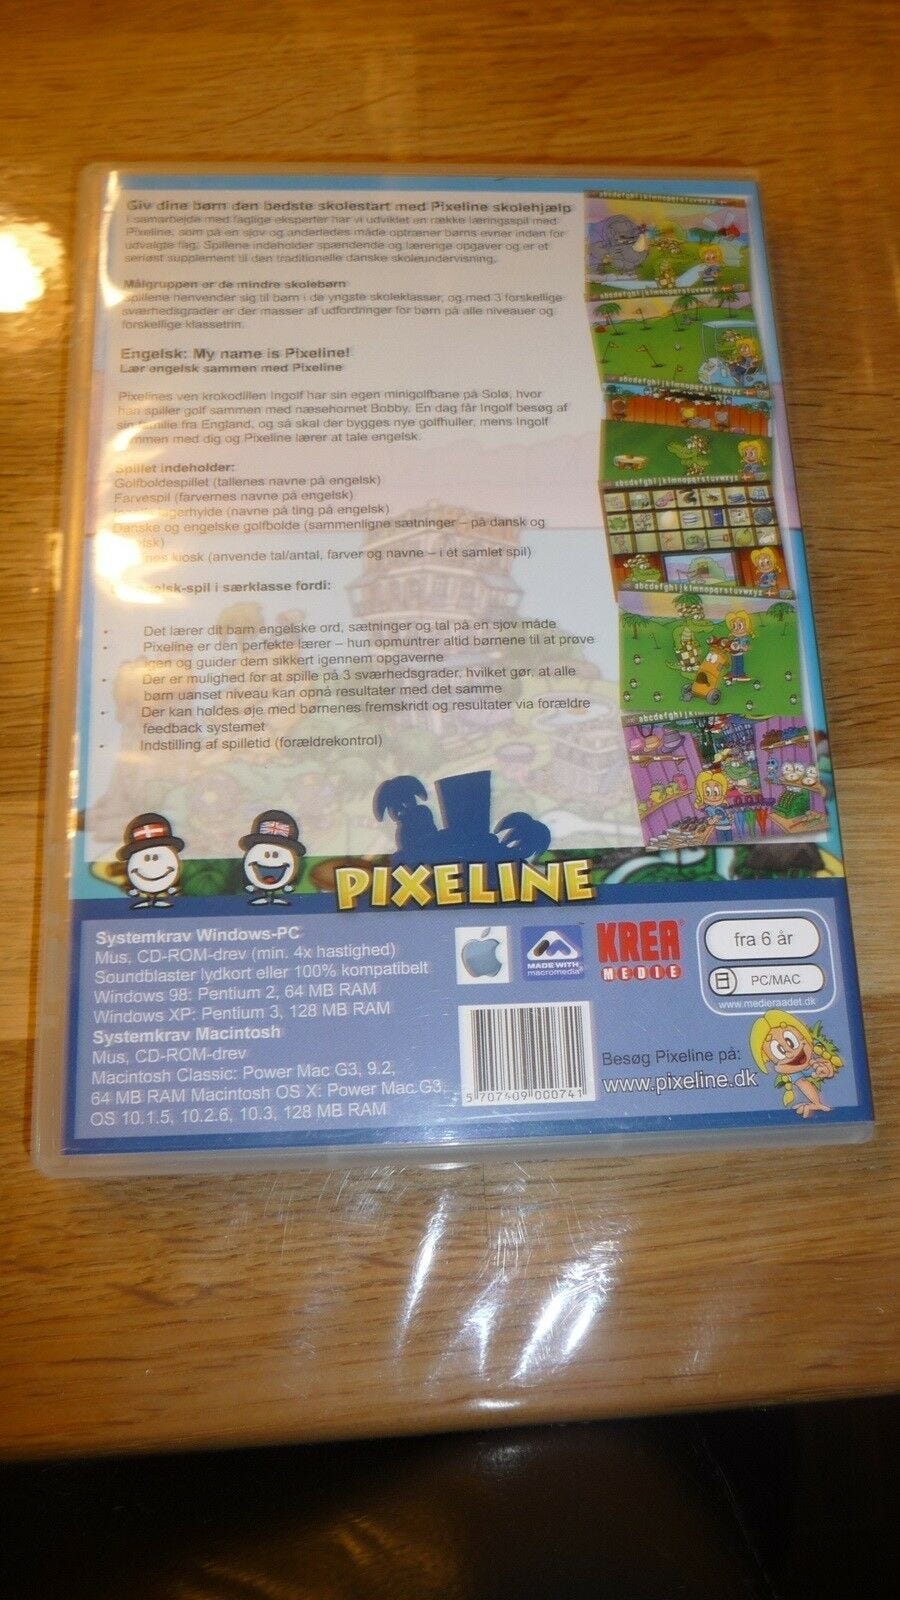 Giv dine børn den bedste skolestart med Pixeline skolehjælp
I samarbejde med faglige eksperter har vi udviklet en række læringsspil med
Pixeline, som på en sjov og anderledes måde optræner børns evner inden for
udvalgte fag. Spillene indeholder spændende og lærerige opgaver og er et
seriøst supplement til den traditionelle danske skoleundervisning.
Målgruppen er de mindre skolebørn
Spillene henvender sig til børn i de yngste skoleklasser, og med 3 forskellige
sværhedsgrader er der masser af udfordringer for børn på alle niveauer og
forskellige klassetrin.
Engelsk: My name is Pixeline!
Lær engelsk sammen med Pixeline
Pixelines ven krokodillen Ingolf har sin egen minigolfbane på Solø, hvor
han spiller golf sammen med næsehornet Bobby. En dag får Ingolf besøg af
sin familie fra England, og så skal der bygges nye golfhuller, mens Ingolf
sammen med dig og Pixeline lærer at tale engelsk.
Spillet indeholder:
Golfboldespillet (tallenes navne på engelsk)
Farvespil (farvernes navne på engelsk)
(navne på ting på engelsk)
Danske og engelske golfbolde (sammenligne sætninger – på dansk og
kiosk (anvende tal/antal, farver og navne – i ét samlet spil)
i særklasse fordi:
• Det lærer dit barn engelske ord, sætninger og tal på en sjov måde
• Pixeline er den perfekte lærer – hun opmuntrer altid børnene til at prøve
igen og guider dem sikkert igennem opgaverne
• Der er mulighed for at spille på 3 sværhedsgrader, hvilket gør, at alle
børn uanset niveau kan opnå resultater med det samme
• Der kan holdes øje med børnenes fremskridt og resultater via forældre
feedback systemet
• Indstilling af spilletid (forældrekontrol)
abcdefghijklmnopqrstuvwxyz
abcdefghijklmnopqrstuvwxyz
abcdefghijklmnopqrstuvwxyz
abcdefghijklmnopqrstuvwxyz
abcdefghijklmnopqrstuvwxyz
PIXELINE
Systemkrav Windows-PC
Mus, CD-ROM-drev (min. 4x hastighed)
Soundblaster lydkort eller 100% kompatibelt
Windows 98: Pentium 2, 64 MB RAM
Windows XP: Pentium 3, 128 MB RAM
Systemkrav Macintosh
Mus, CD-ROM-drev
Macintosh Classic: Power Mac G3, 9.2,
64 MB RAM Macintosh OS X: Power Mac G3,
OS 10.1.5, 10.2.6, 10.3, 128 MB RAM
MADE WITH
macromedia
KREA
MEDIE
fra 6 år
PC/MAC
www.medieraadet.dk
5 707409 000741
Besøg Pixeline på:
www.pixeline.dk